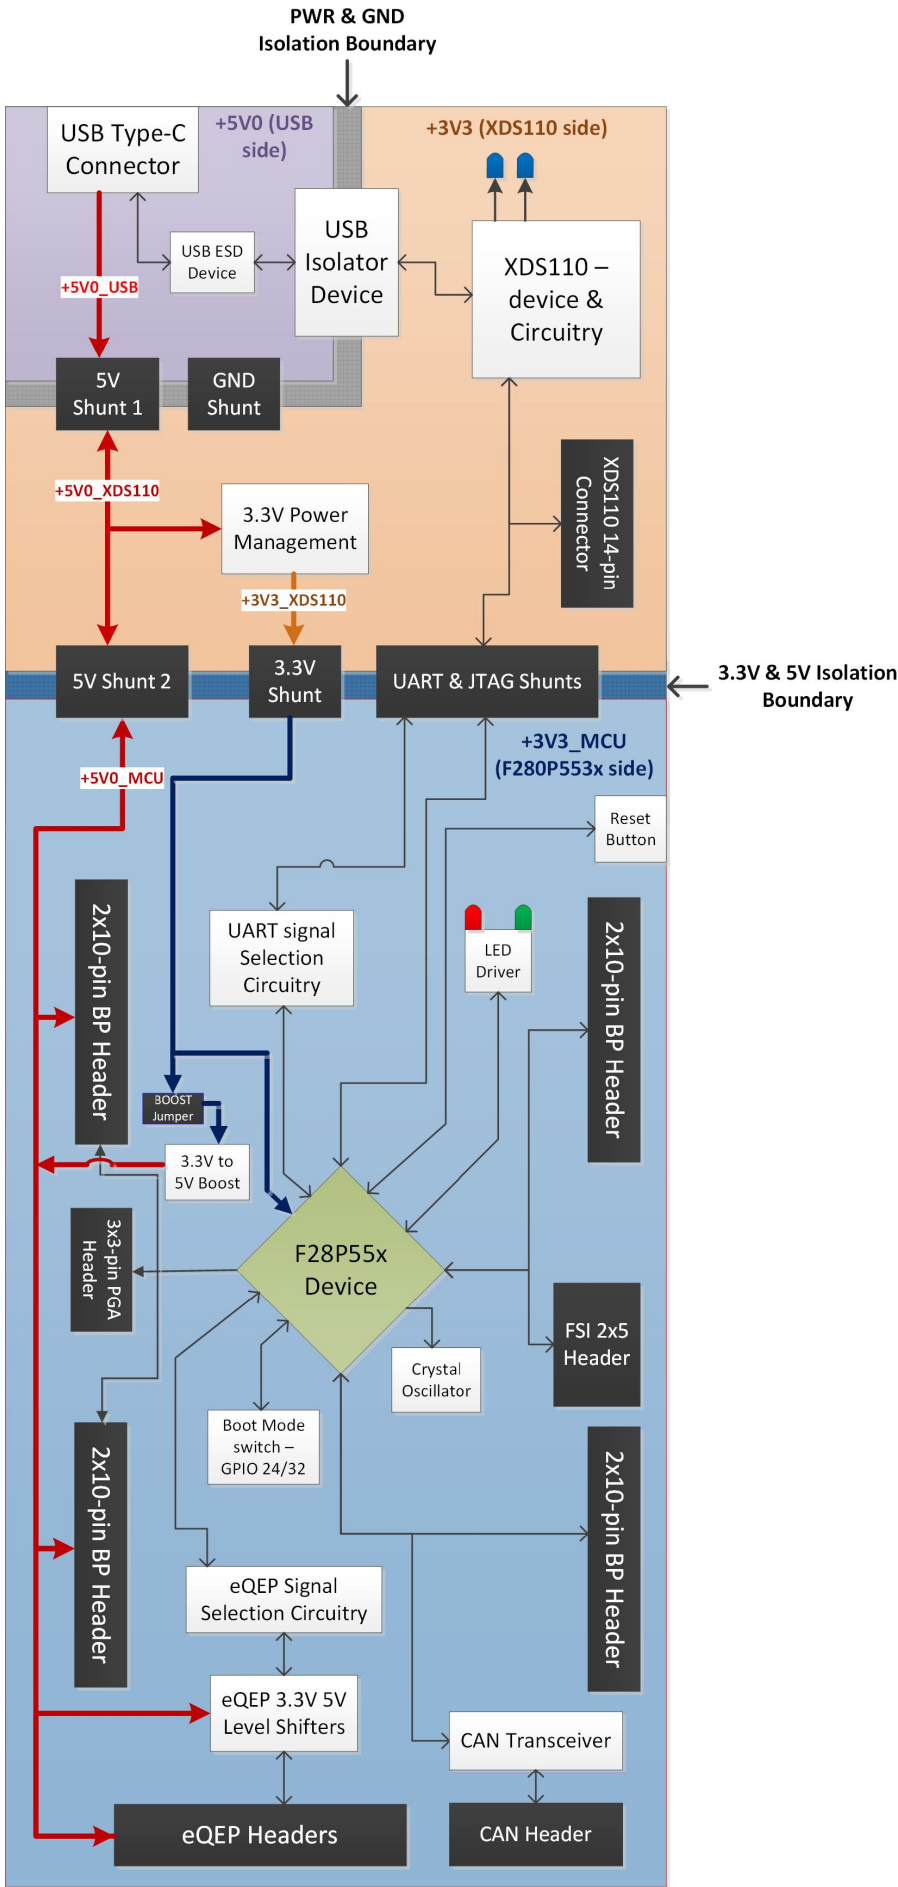 PWR & GND
Isolation Boundary
USB Type-C
Connector
+5V0 (USB
side)
+3V3 (XDS110 side)
USB ESD
Device
USB
Isolator
Device
XDS110 –
device &
Circuitry
+5V0_USB
5V
Shunt 1
GND
Shunt
+5V0_XDS110
3.3V Power
Management
XDS110 14-pin
Connector
+3V3_XDS110
5V Shunt 2
3.3V
Shunt
UART & JTAG Shunts
3.3V & 5V Isolation
Boundary
+3V3_MCU
(F280P553x side)
+5V0_MCU
Reset
Button
2x10-pin BP Header
UART signal
Selection
Circuitry
LED
Driver
2x10-pin BP Header
BOOST
Jumper
3.3V to
5V Boost
3x3-pin PGA
Header
F28P55x
Device
FSI 2x5
Header
Crystal
Oscillator
Boot Mode
switch –
GPIO 24/32
2x10-pin BP Header
2x10-pin BP Header
eQEP Signal
Selection Circuitry
eQEP 3.3V 5V
Level Shifters
CAN Transceiver
eQEP Headers
CAN Header